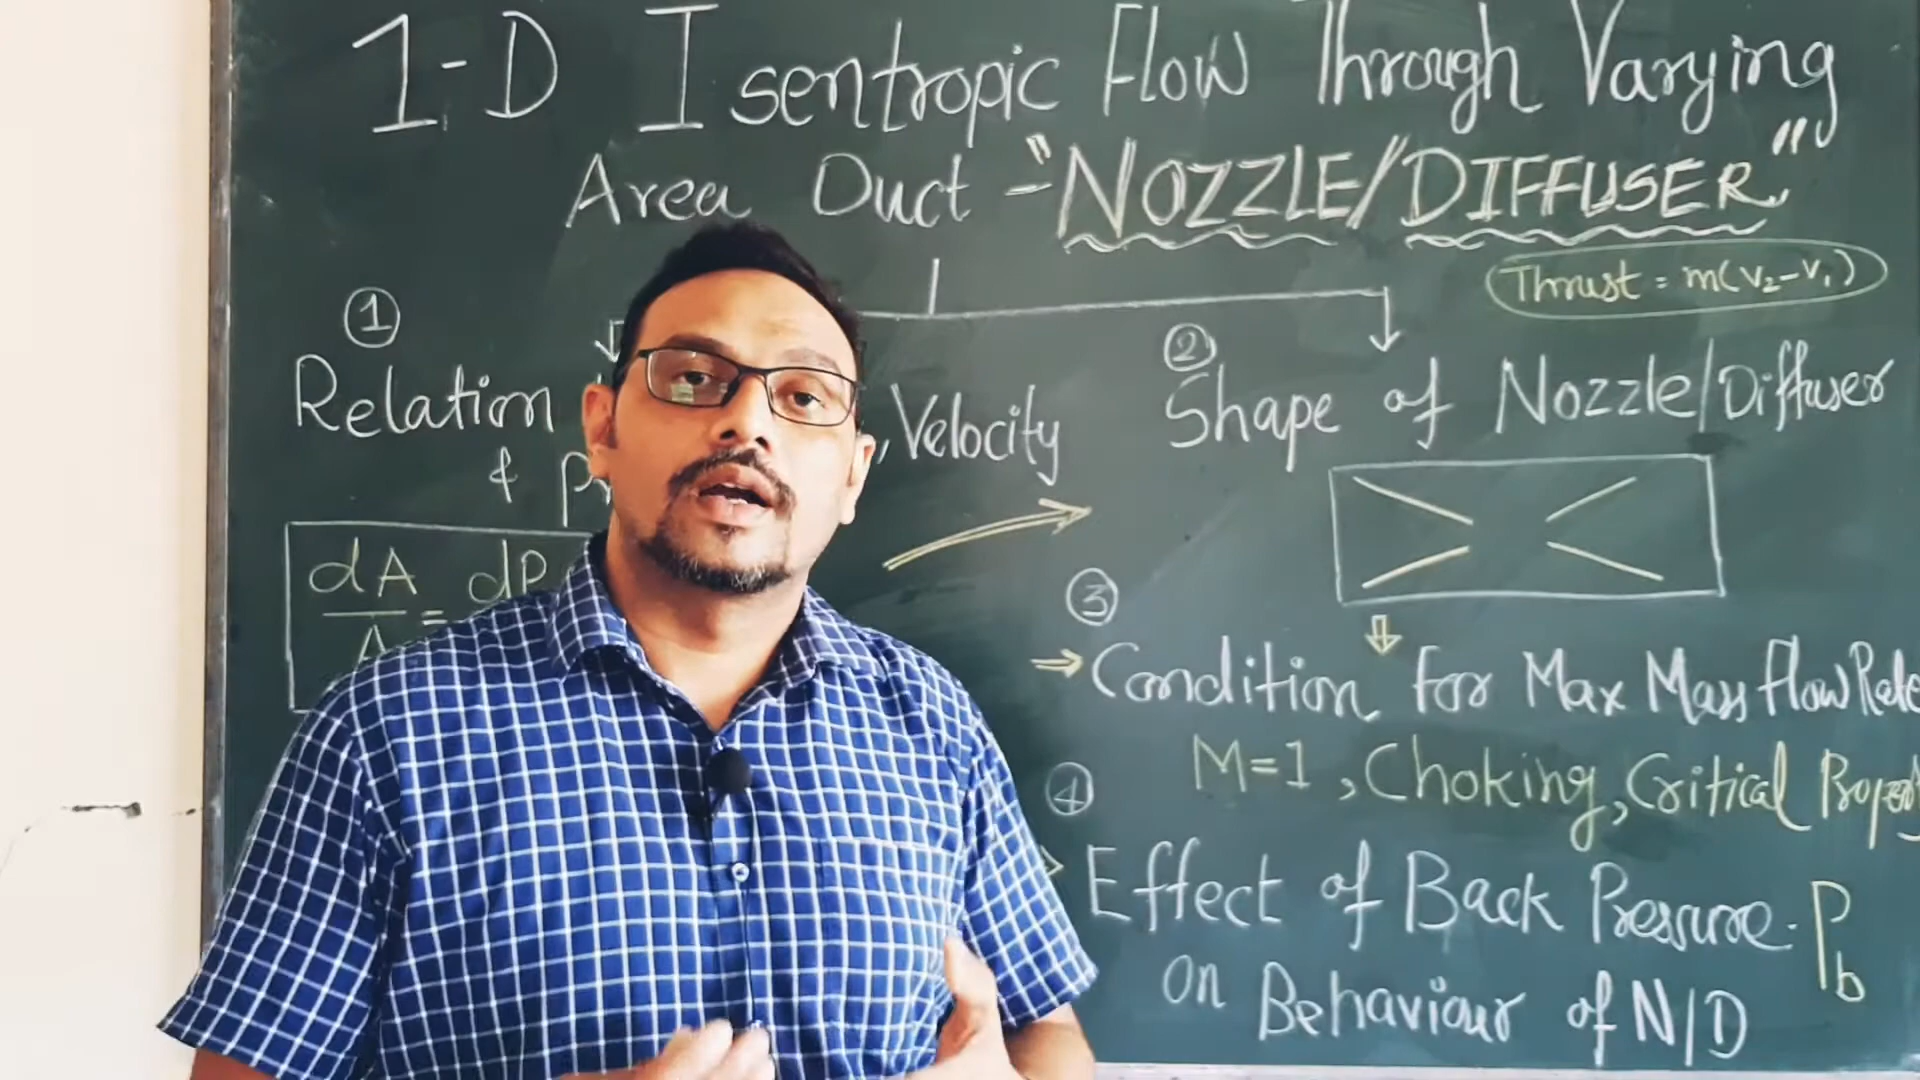 1-D Isentropic Flow Through Varying
Area Duct - "NOZZLE/DIFFUSER"
Thrust = m(V₂-V₁)
①
Relation , Velocity
&
dA dP
A =
②
Shape of Nozzle/Diffuser
③
→ Condition for Max Mass flow Rate
M=1, Choking, Critical
④
Effect of Back Pressure. Pb
on Behaviour of N/D